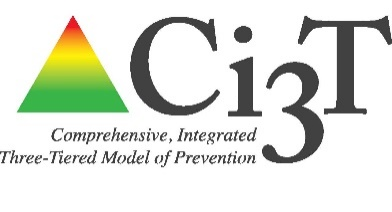 Ci3T
Comprehensive, Integrated
Three-Tiered Model of Prevention